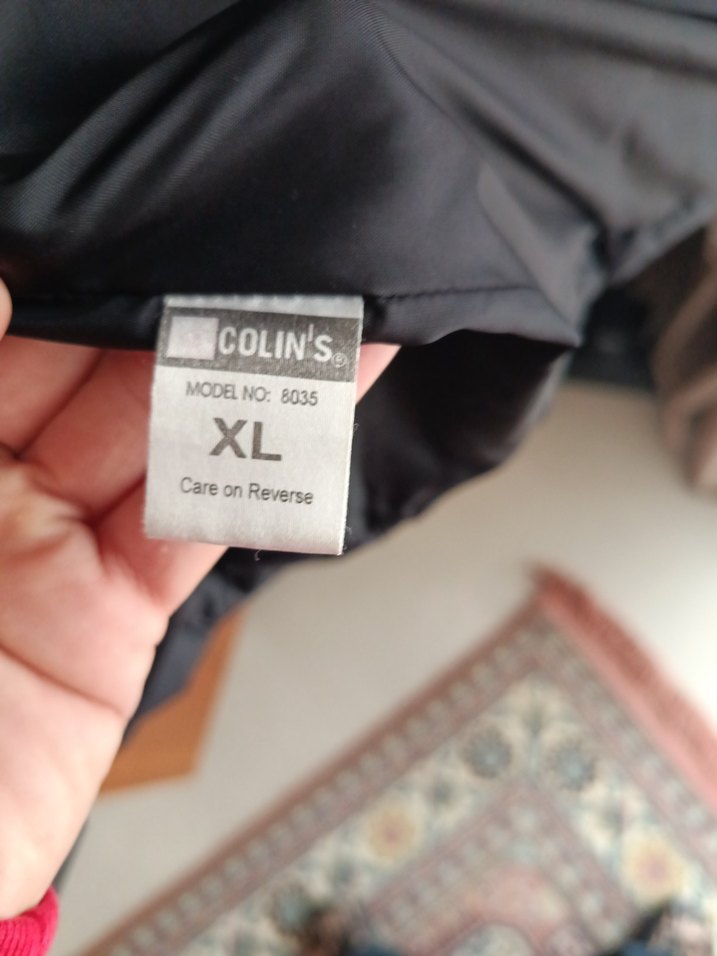 COLIN'S®
MODEL NO: 8035
XL
Care on Reverse